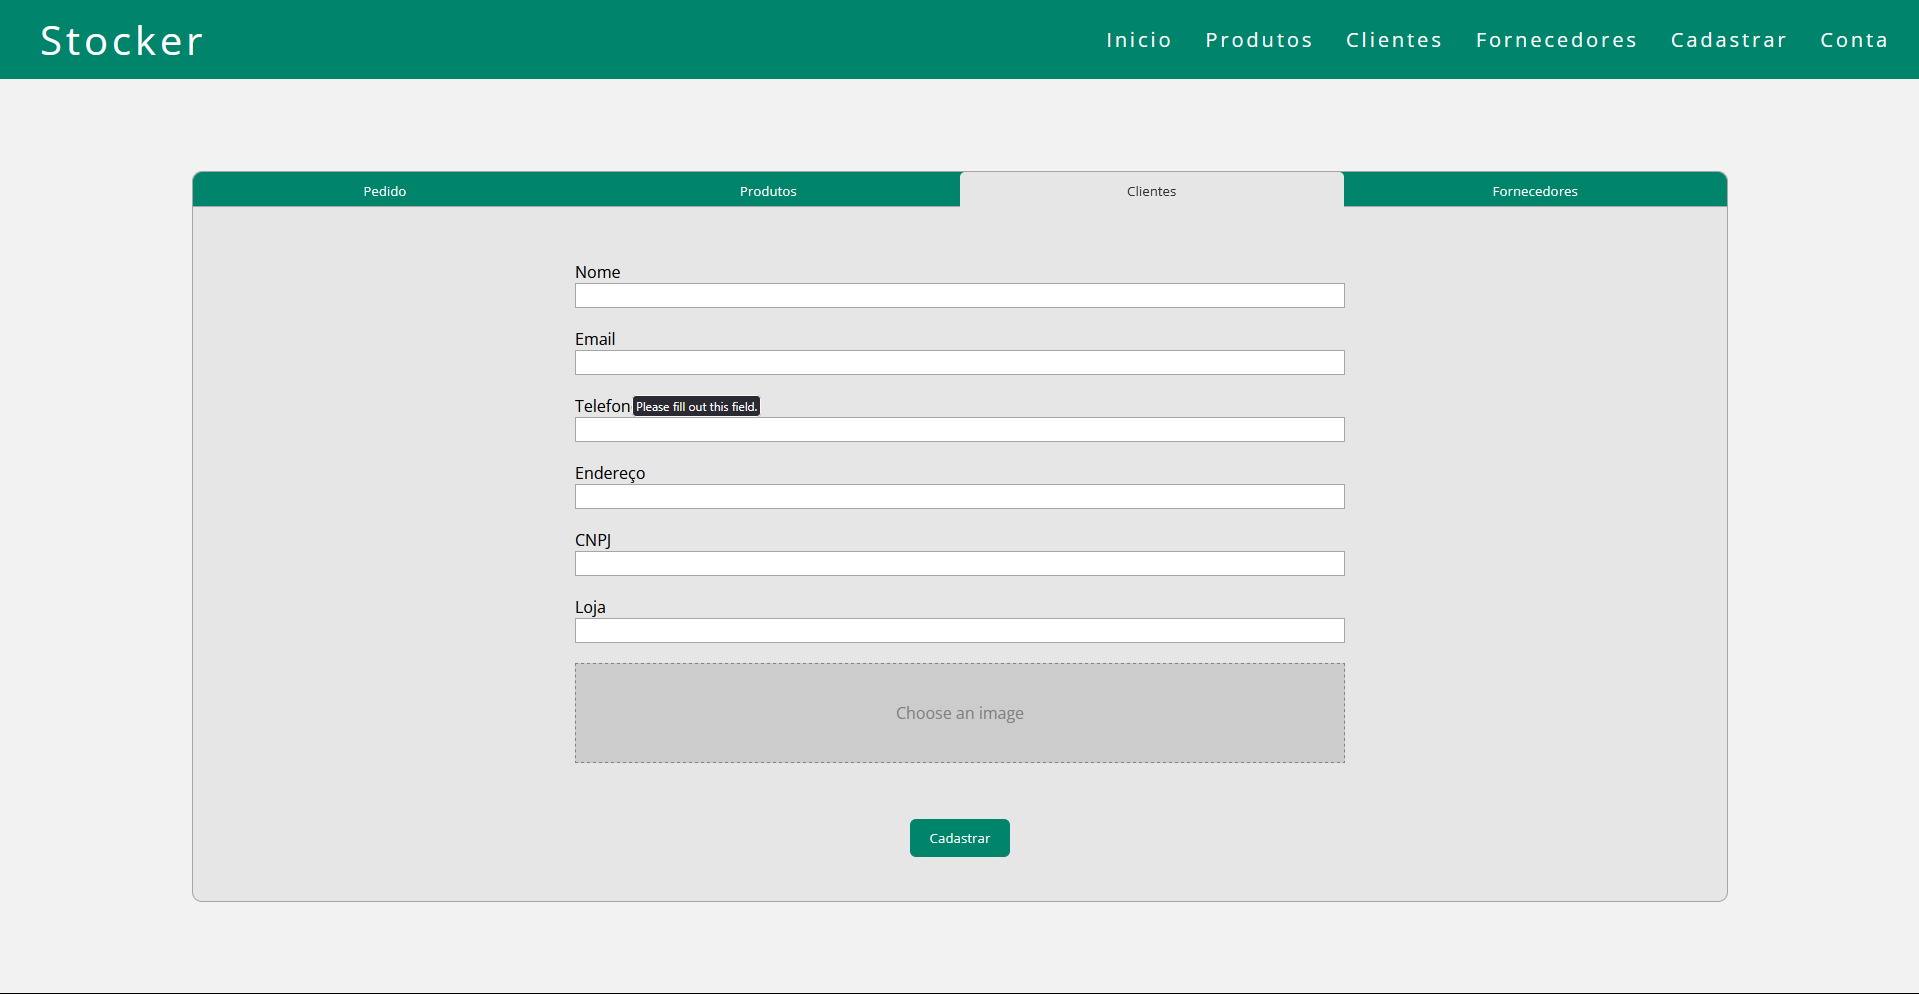 Stocker
Inicio Produtos Clientes Fornecedores Cadastrar Conta
Pedido Produtos Clientes Fornecedores
Nome
Email
Telefon Please fill out this field.
Endereço
CNPJ
Loja
Choose an image
Cadastrar